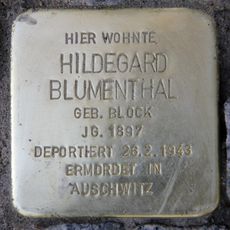 HIER WOHNTE
HILDEGARD
BLUMENTHAL
GEB. BLOCK
JG. 1897
DEPORTIERT 26.2.1943
ERMORDET IN
AUSCHWITZ